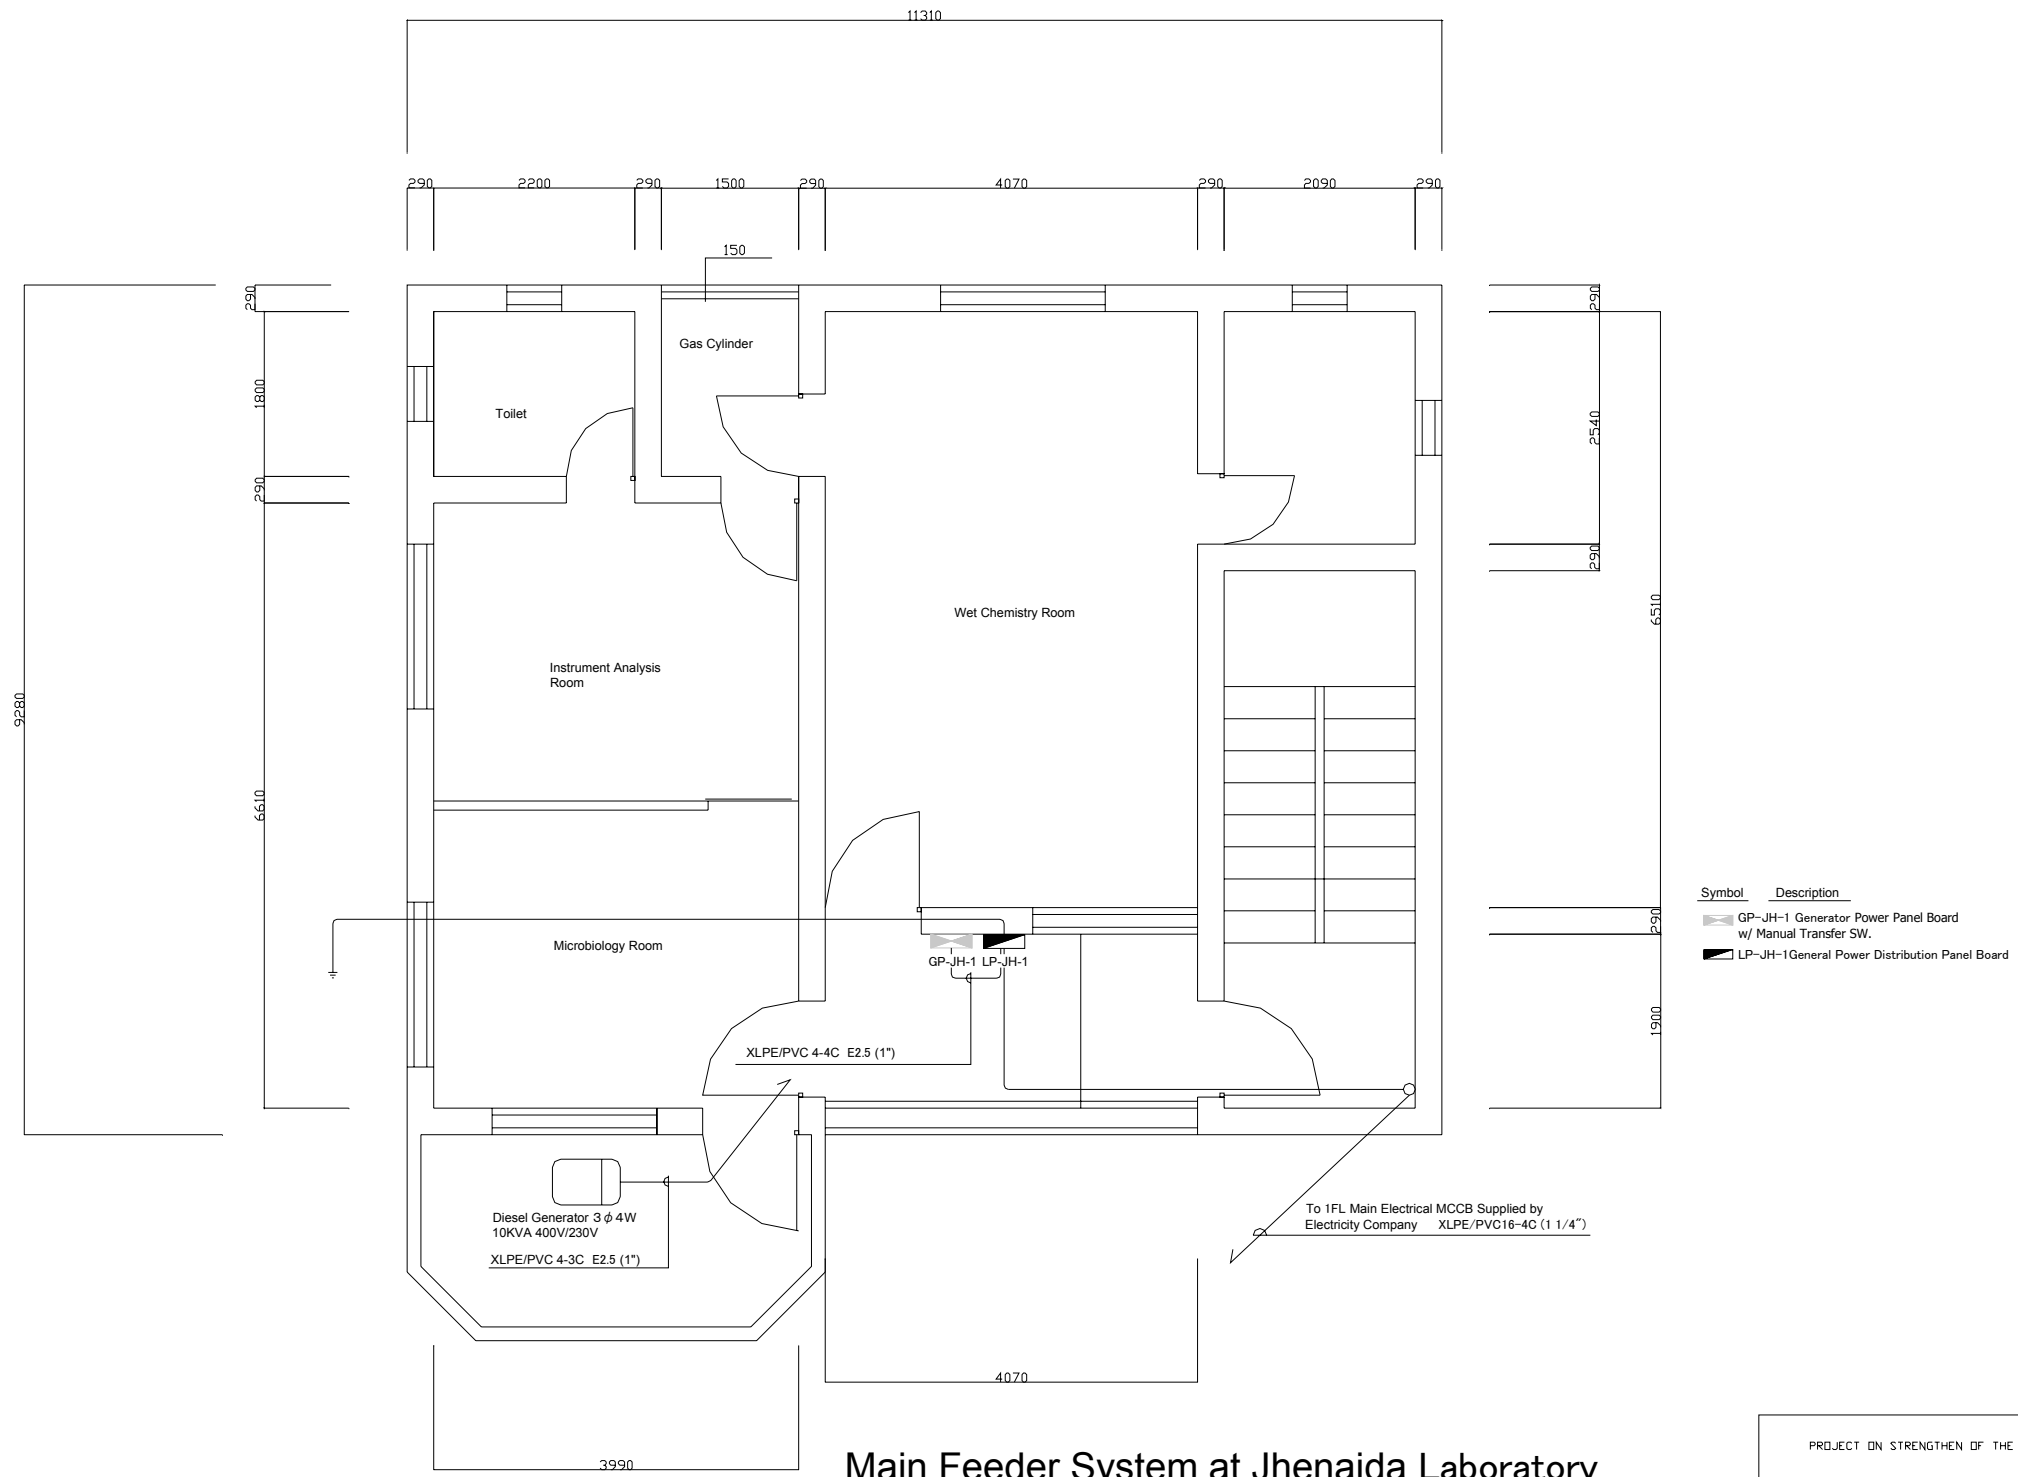 11310
290 2200 290 1500 290 4070 290 2090 290
150
290
290
Gas Cylinder
1800
Toilet
2540
290
290
Wet Chemistry Room
6510
Instrument Analysis
Room
9280
6610
Symbol Description
GP-JH-1 Generator Power Panel Board
w/ Manual Transfer SW.
290
Microbiology Room
LP-JH-1General Power Distribution Panel Board
GP-JH-1 LP-JH-1
1900
XLPE/PVC 4-4C E2.5 (1")
Diesel Generator 3φ4W
10KVA 400V/230V
XLPE/PVC 4-3C E2.5 (1")
To 1FL Main Electrical MCCB Supplied by
Electricity Company XLPE/PVC16-4C (1 1/4")
4070
3990
Main Feeder System at Jhenaida Laboratory
PROJECT ON STRENGTHEN OF THE